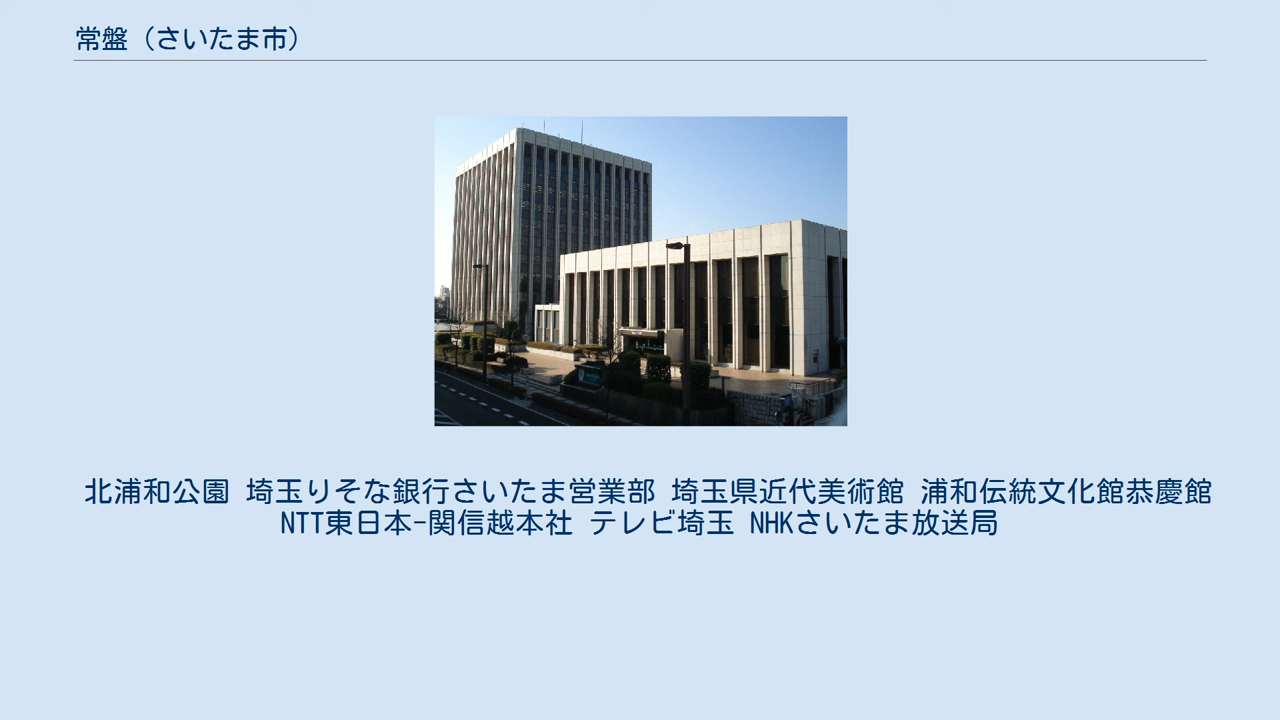 常盤（さいたま市）
北浦和公園 埼玉りそな銀行さいたま営業部 埼玉県近代美術館 浦和伝統文化館恭慶館
NTT東日本-関信越本社 テレビ埼玉 NHKさいたま放送局